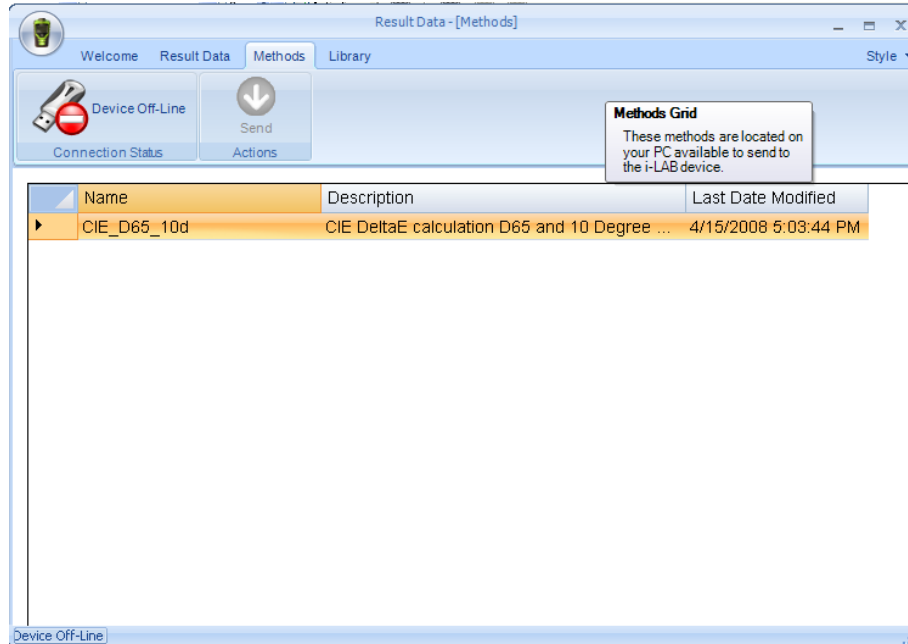 Result Data - [Methods]
Welcome Result Data Methods Library Style
Device Off-Line
Send
Connection Status Actions
Methods Grid
These methods are located on
your PC available to send to
the i-LAB device.
Name Description Last Date Modified
CIE_D65_10d CIE DeltaE calculation D65 and 10 Degree ... 4/15/2008 5:03:44 PM
Device Off-Line